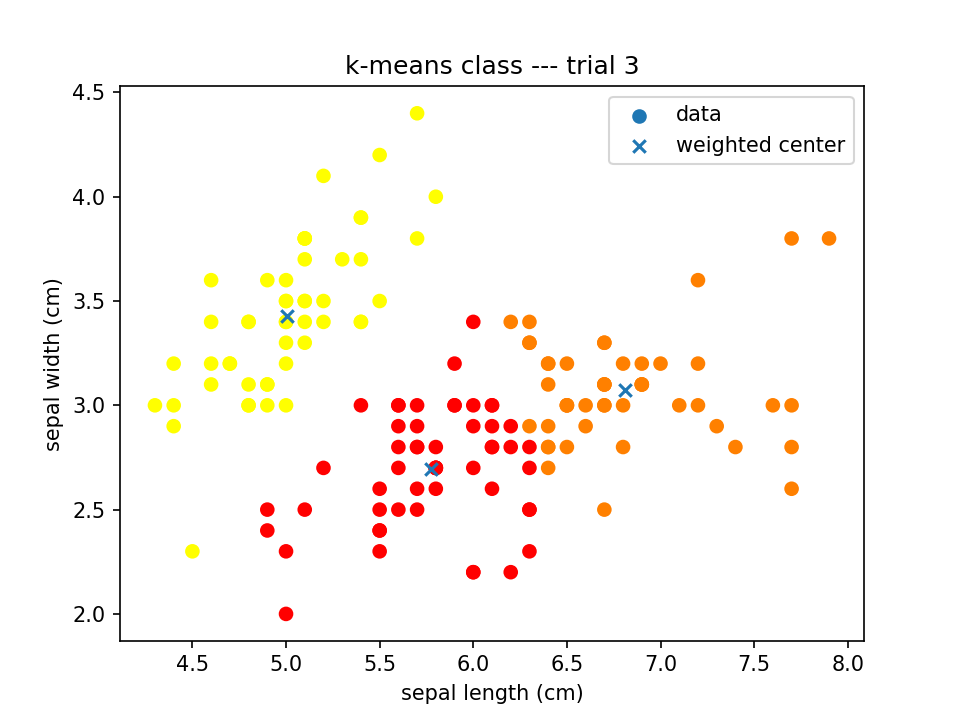 k-means class --- trial 3
data
weighted center
4.5
4.0
3.5
3.0
2.5
2.0
sepal width (cm)
4.5 5.0 5.5 6.0 6.5 7.0 7.5 8.0
sepal length (cm)